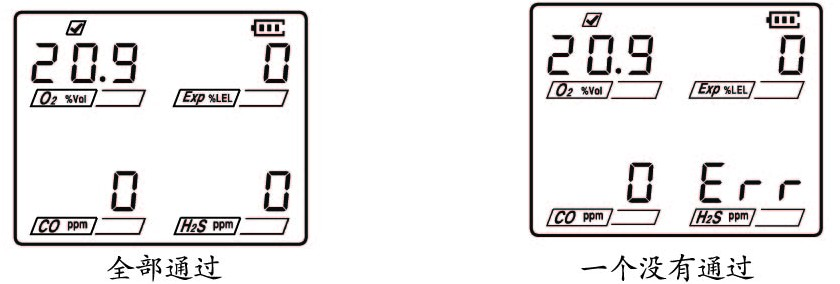 20.9 0
O₂ %Vol Exp %LEL
0 0
CO ppm H₂S ppm
全部通过
20.9 0
O₂ %Vol Exp %LEL
0 Err
CO ppm H₂S ppm
一个没有通过